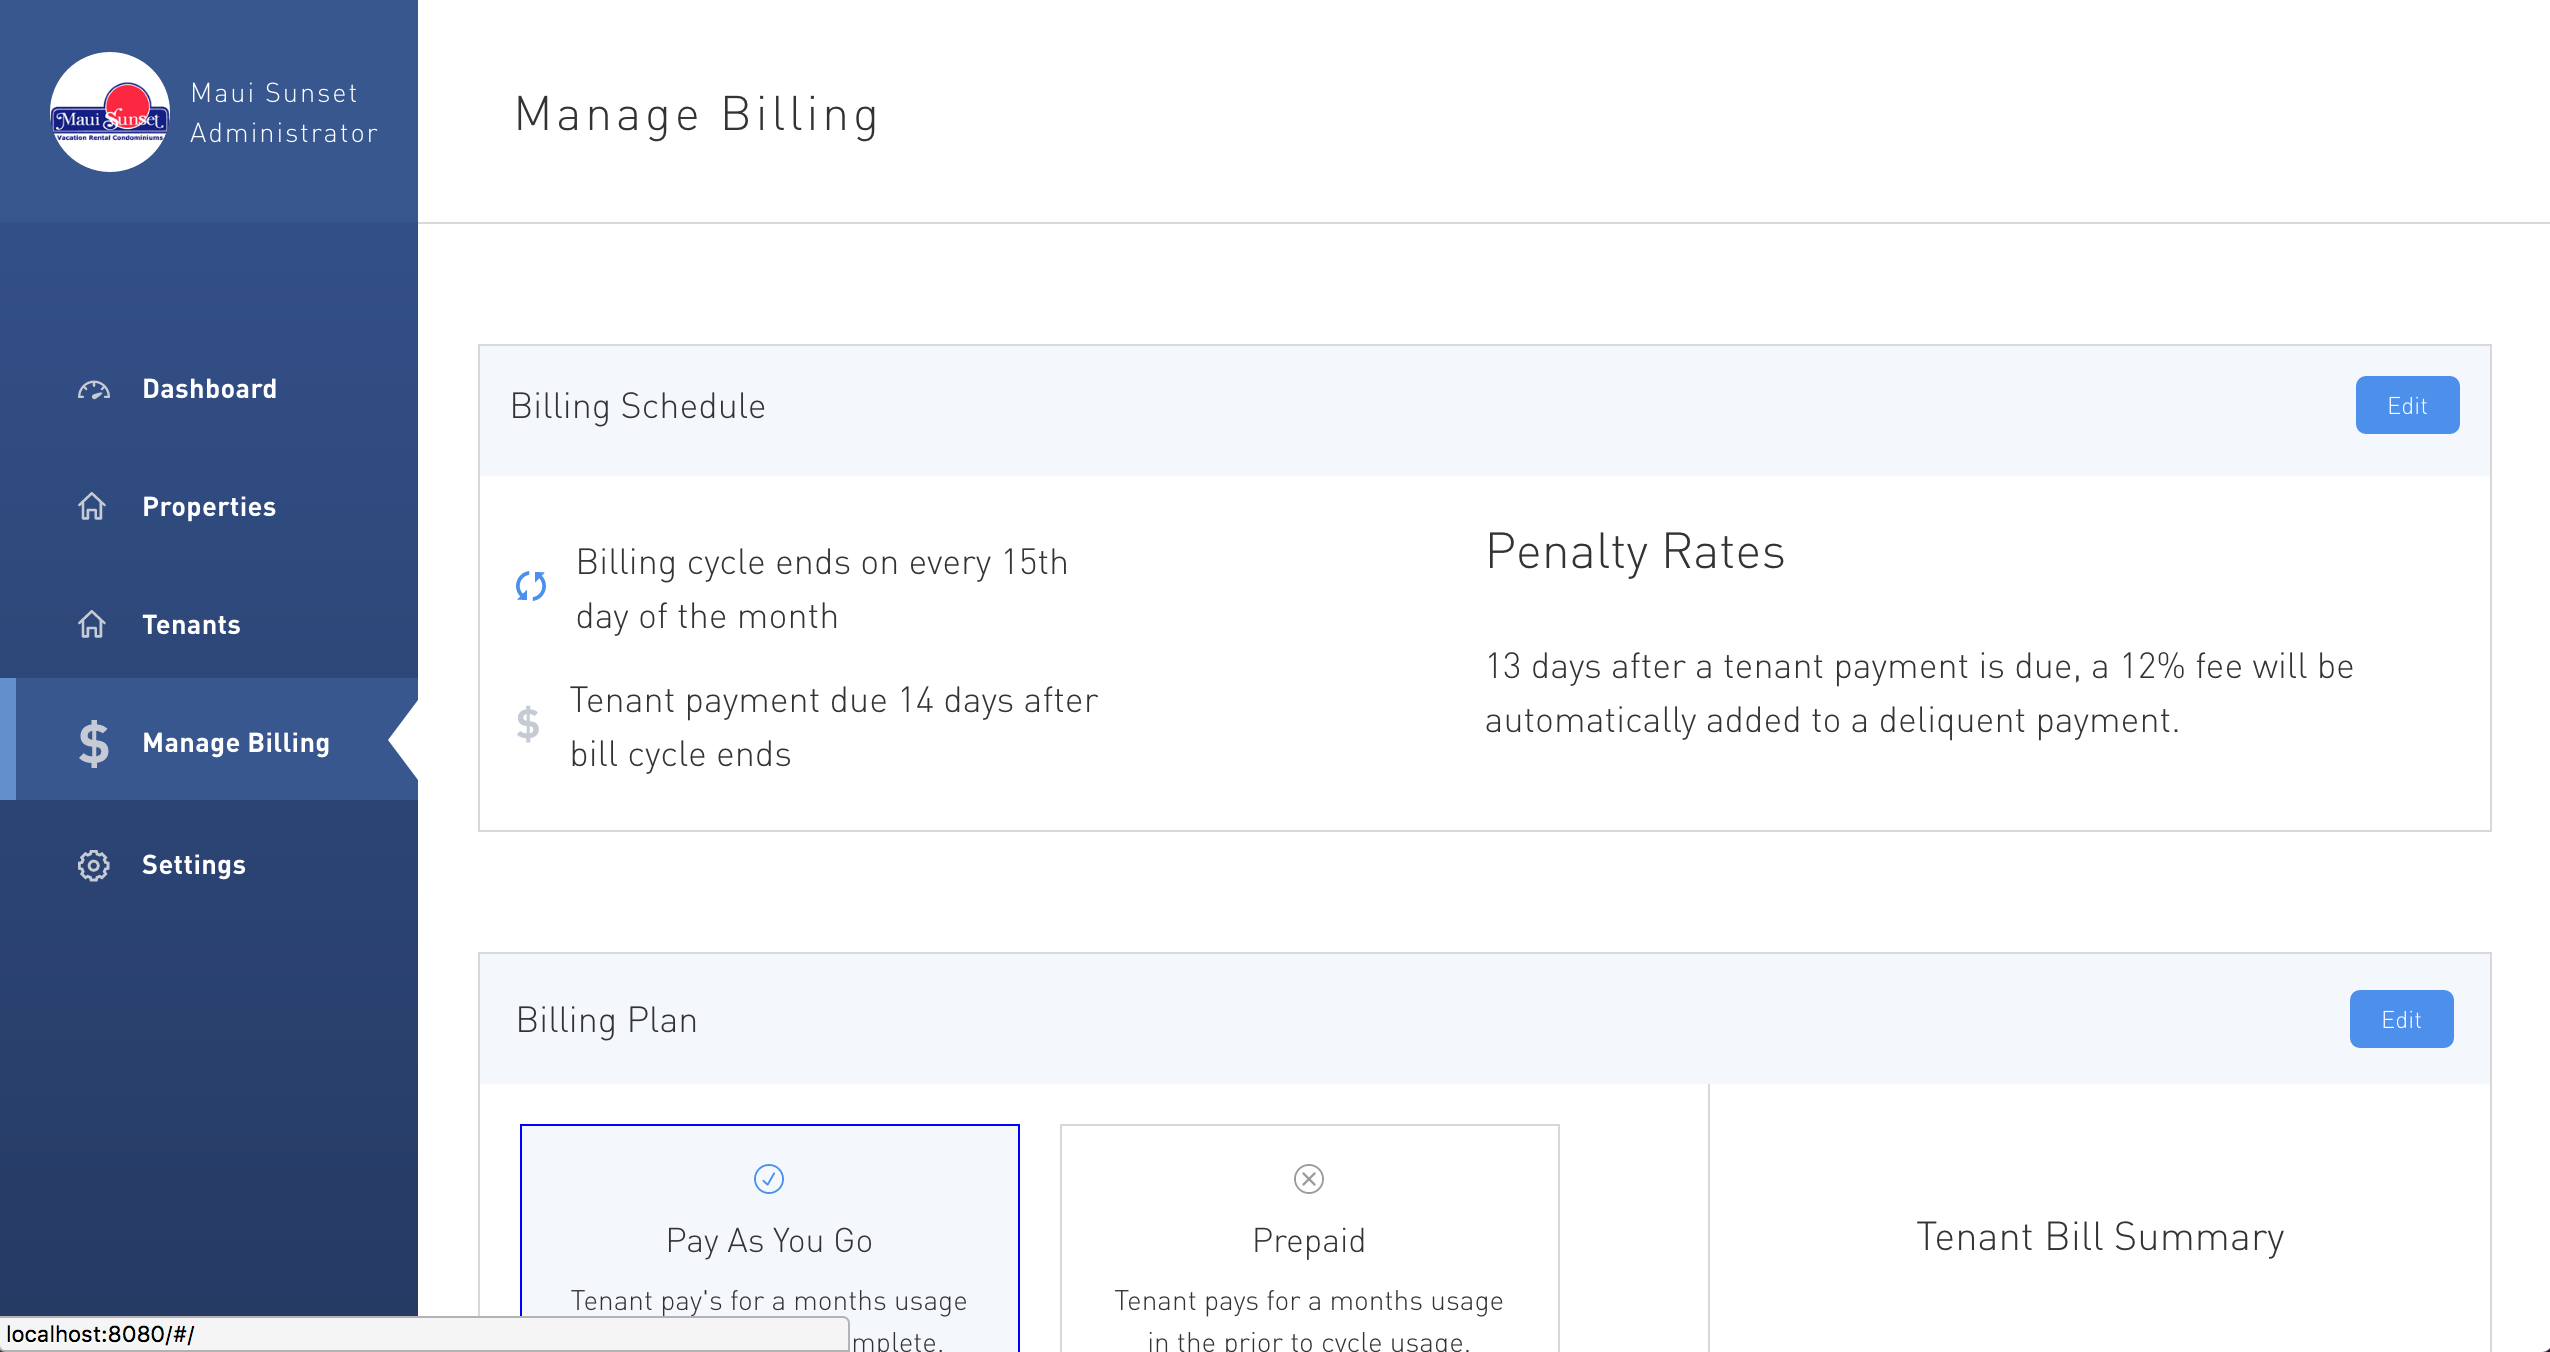 Maui Sunset
Vacation Rental Condominiums
Maui Sunset
Administrator
Manage Billing
Dashboard
Properties
Tenants
Manage Billing
Settings
Billing Schedule
Edit
Billing cycle ends on every 15th
day of the month
Tenant payment due 14 days after
bill cycle ends
Penalty Rates
13 days after a tenant payment is due, a 12% fee will be
automatically added to a deliquent payment.
Billing Plan
Edit
Pay As You Go
Tenant pay's for a months usage
mplete.
Prepaid
Tenant pays for a months usage
in the prior to cycle usage.
Tenant Bill Summary
localhost:8080/#/